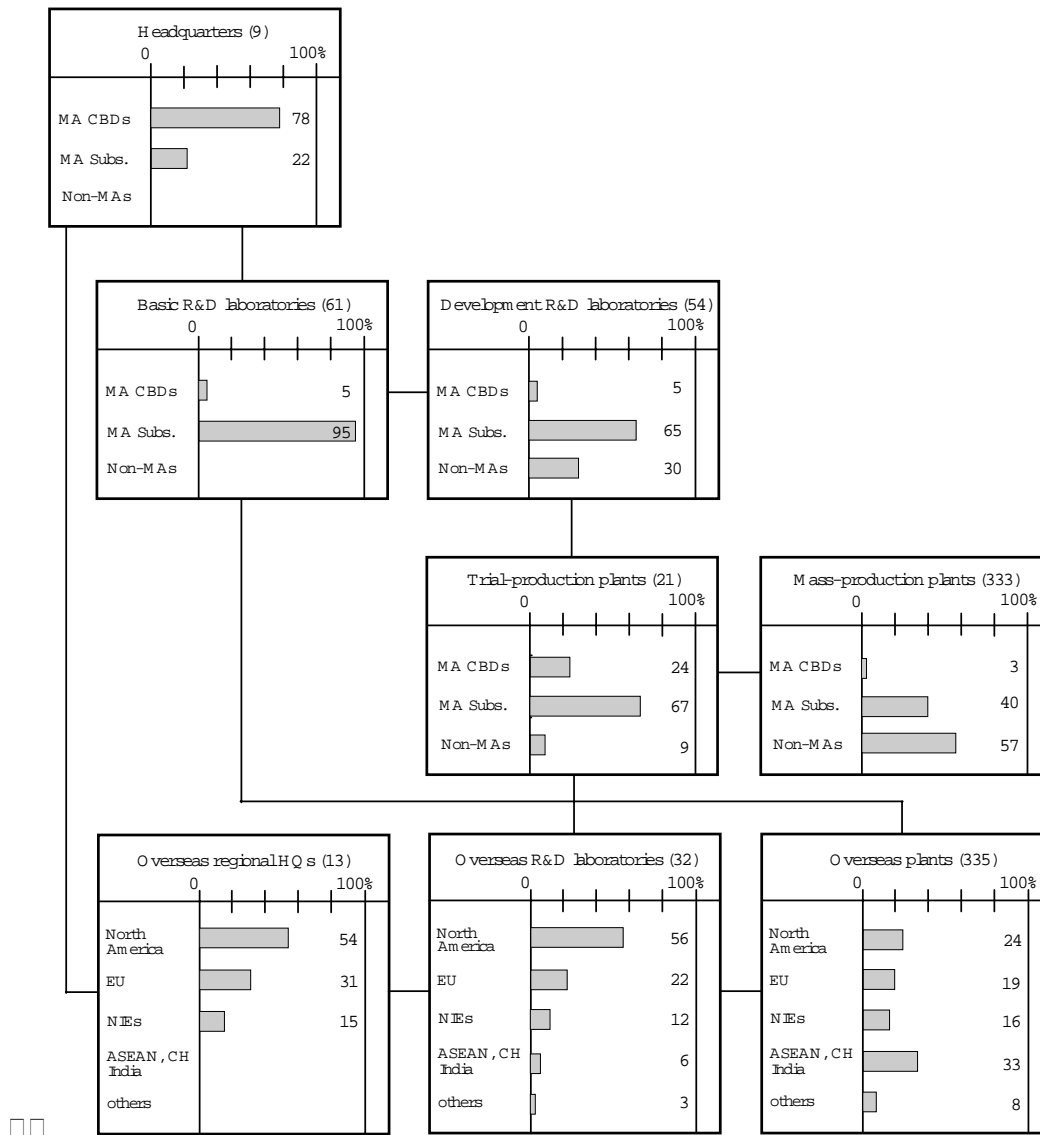 Headquarters (9)
0 100%
MA CBDs 78
MA Subs. 22
Non-MAs
Basic R&D laboratories (61)
0 100%
MA CBDs 5
MA Subs. 95
Non-MAs
Development R&D laboratories (54)
0 100%
MA CBDs 5
MA Subs. 65
Non-MAs 30
Trial-production plants (21)
0 100%
MA CBDs 24
MA Subs. 67
Non-MAs 9
Mass-production plants (333)
0 100%
MA CBDs 3
MA Subs. 40
Non-MAs 57
Overseas regional HQs (13)
0 100%
North
America 54
EU 31
NIEs 15
ASEAN, CH
India
others
Overseas R&D laboratories (32)
0 100%
North
America 56
EU 22
NIEs 12
ASEAN, CH
India 6
others 3
Overseas plants (335)
0 100%
North
America 24
EU 19
NIEs 16
ASEAN, CH
India 33
others 8